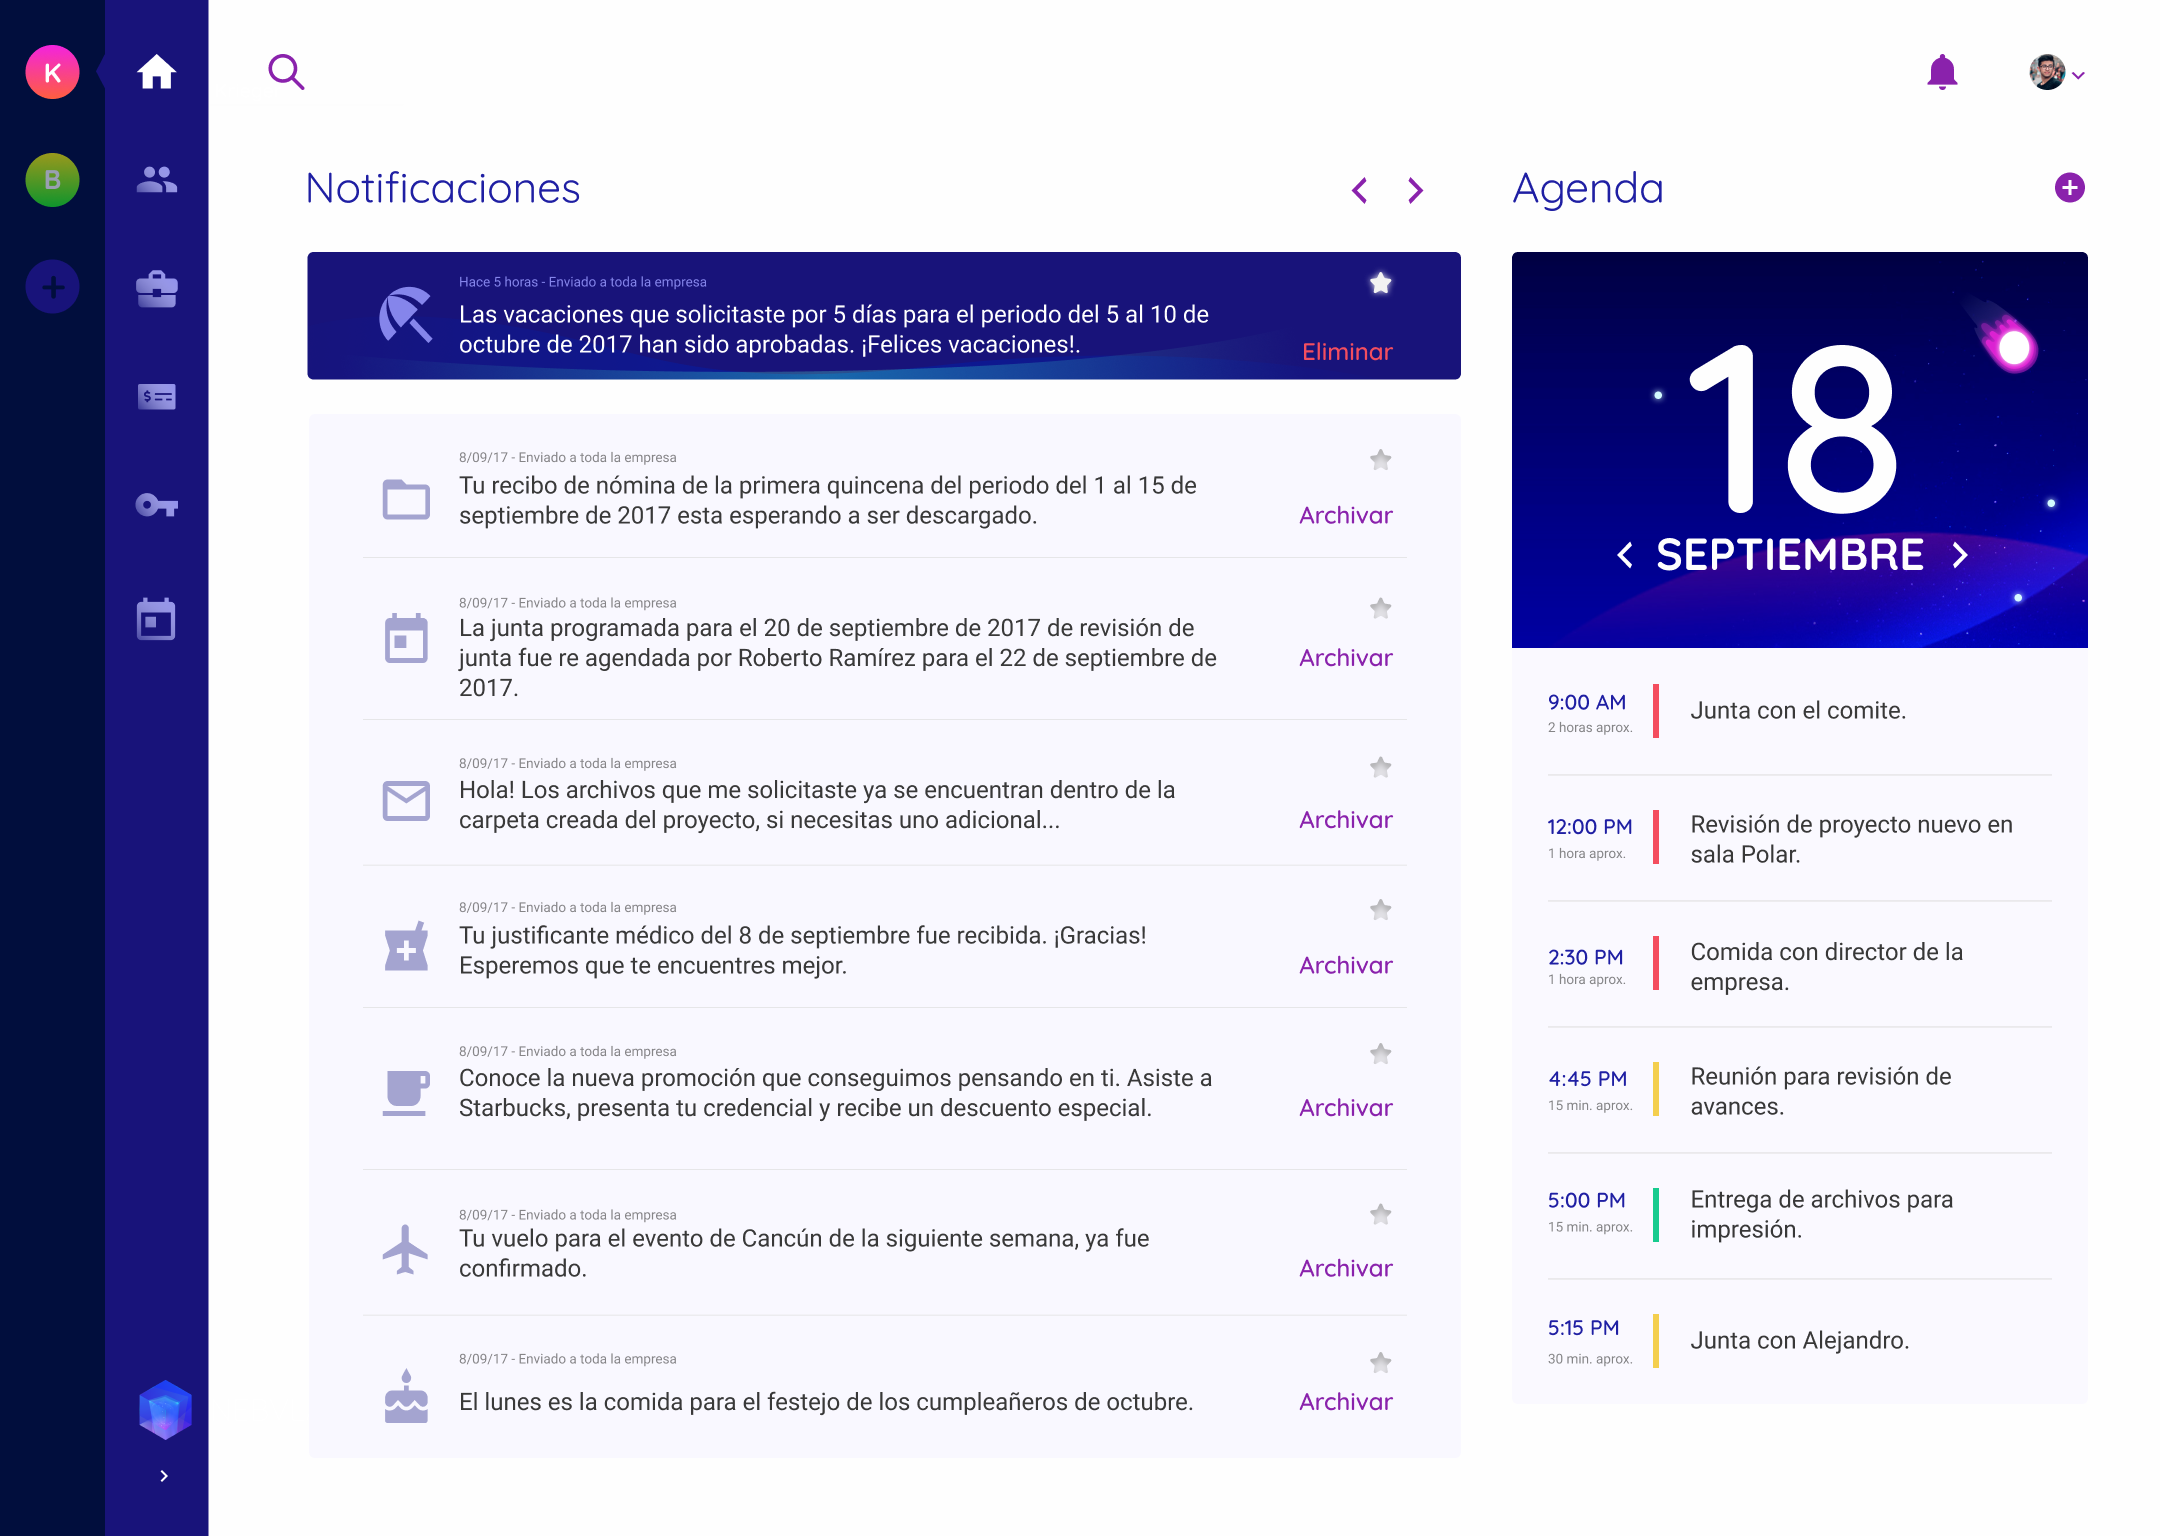 K
B
Notificaciones
Hace 5 horas - Enviado a toda la empresa
Las vacaciones que solicitaste por 5 días para el periodo del 5 al 10 de
octubre de 2017 han sido aprobadas. ¡Felices vacaciones!.
Eliminar
8/09/17 - Enviado a toda la empresa
Tu recibo de nómina de la primera quincena del periodo del 1 al 15 de
septiembre de 2017 esta esperando a ser descargado.
Archivar
8/09/17 - Enviado a toda la empresa
La junta programada para el 20 de septiembre de 2017 de revisión de
junta fue re agendada por Roberto Ramírez para el 22 de septiembre de
2017.
Archivar
8/09/17 - Enviado a toda la empresa
Hola! Los archivos que me solicitaste ya se encuentran dentro de la
carpeta creada del proyecto, si necesitas uno adicional...
Archivar
8/09/17 - Enviado a toda la empresa
Tu justificante médico del 8 de septiembre fue recibida. ¡Gracias!
Esperemos que te encuentres mejor.
Archivar
8/09/17 - Enviado a toda la empresa
Conoce la nueva promoción que conseguimos pensando en ti. Asiste a
Starbucks, presenta tu credencial y recibe un descuento especial.
Archivar
8/09/17 - Enviado a toda la empresa
Tu vuelo para el evento de Cancún de la siguiente semana, ya fue
confirmado.
Archivar
8/09/17 - Enviado a toda la empresa
El lunes es la comida para el festejo de los cumpleañeros de octubre.
Archivar
Agenda
18
SEPTIEMBRE
9:00 AM
2 horas aprox.
Junta con el comite.
12:00 PM
1 hora aprox.
Revisión de proyecto nuevo en
sala Polar.
2:30 PM
1 hora aprox.
Comida con director de la
empresa.
4:45 PM
15 min. aprox.
Reunión para revisión de
avances.
5:00 PM
15 min. aprox.
Entrega de archivos para
impresión.
5:15 PM
30 min. aprox.
Junta con Alejandro.